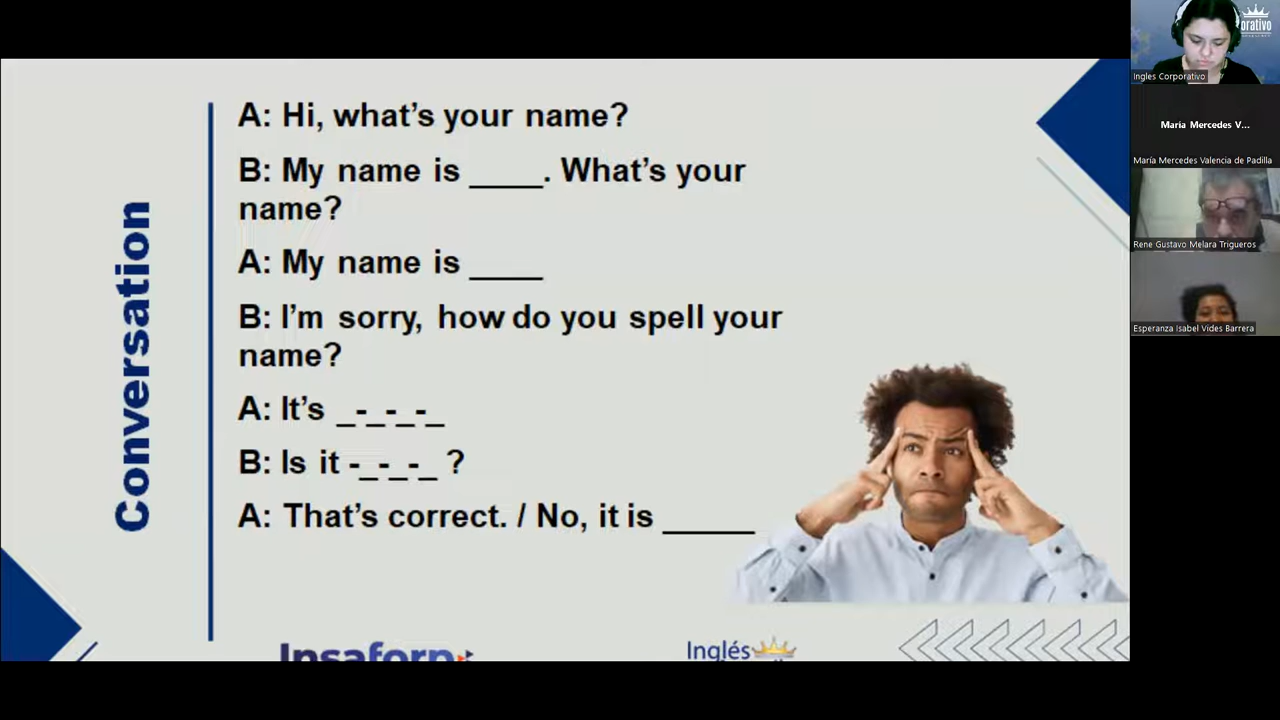 A: Hi, what's your name?
B: My name is ____. What's your
name?
A: My name is ____
B: I'm sorry, how do you spell your
name?
A: It's _-_-_-_
B: Is it -_-_-_ ?
A: That's correct. / No, it is _____
Conversation
Insaforp
Inglés
orativo
Ingles Corporativo
Maria Mercedes V...
María Mercedes Valencia de Padilla
Rene Gustavo Melara Trigueros
Esperanza Isabel Vides Barrera